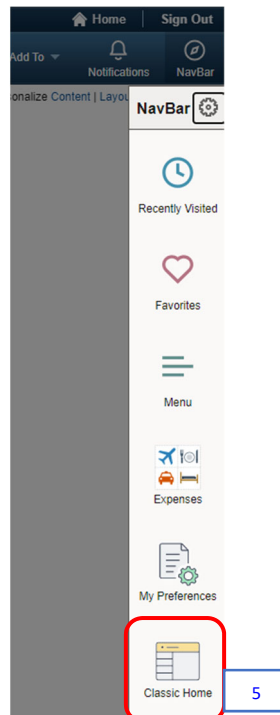 Home | Sign Out
Add To
Notifications
NavBar
onalize Content | Layou
NavBar
Recently Visited
Favorites
Menu
Expenses
My Preferences
Classic Home
5